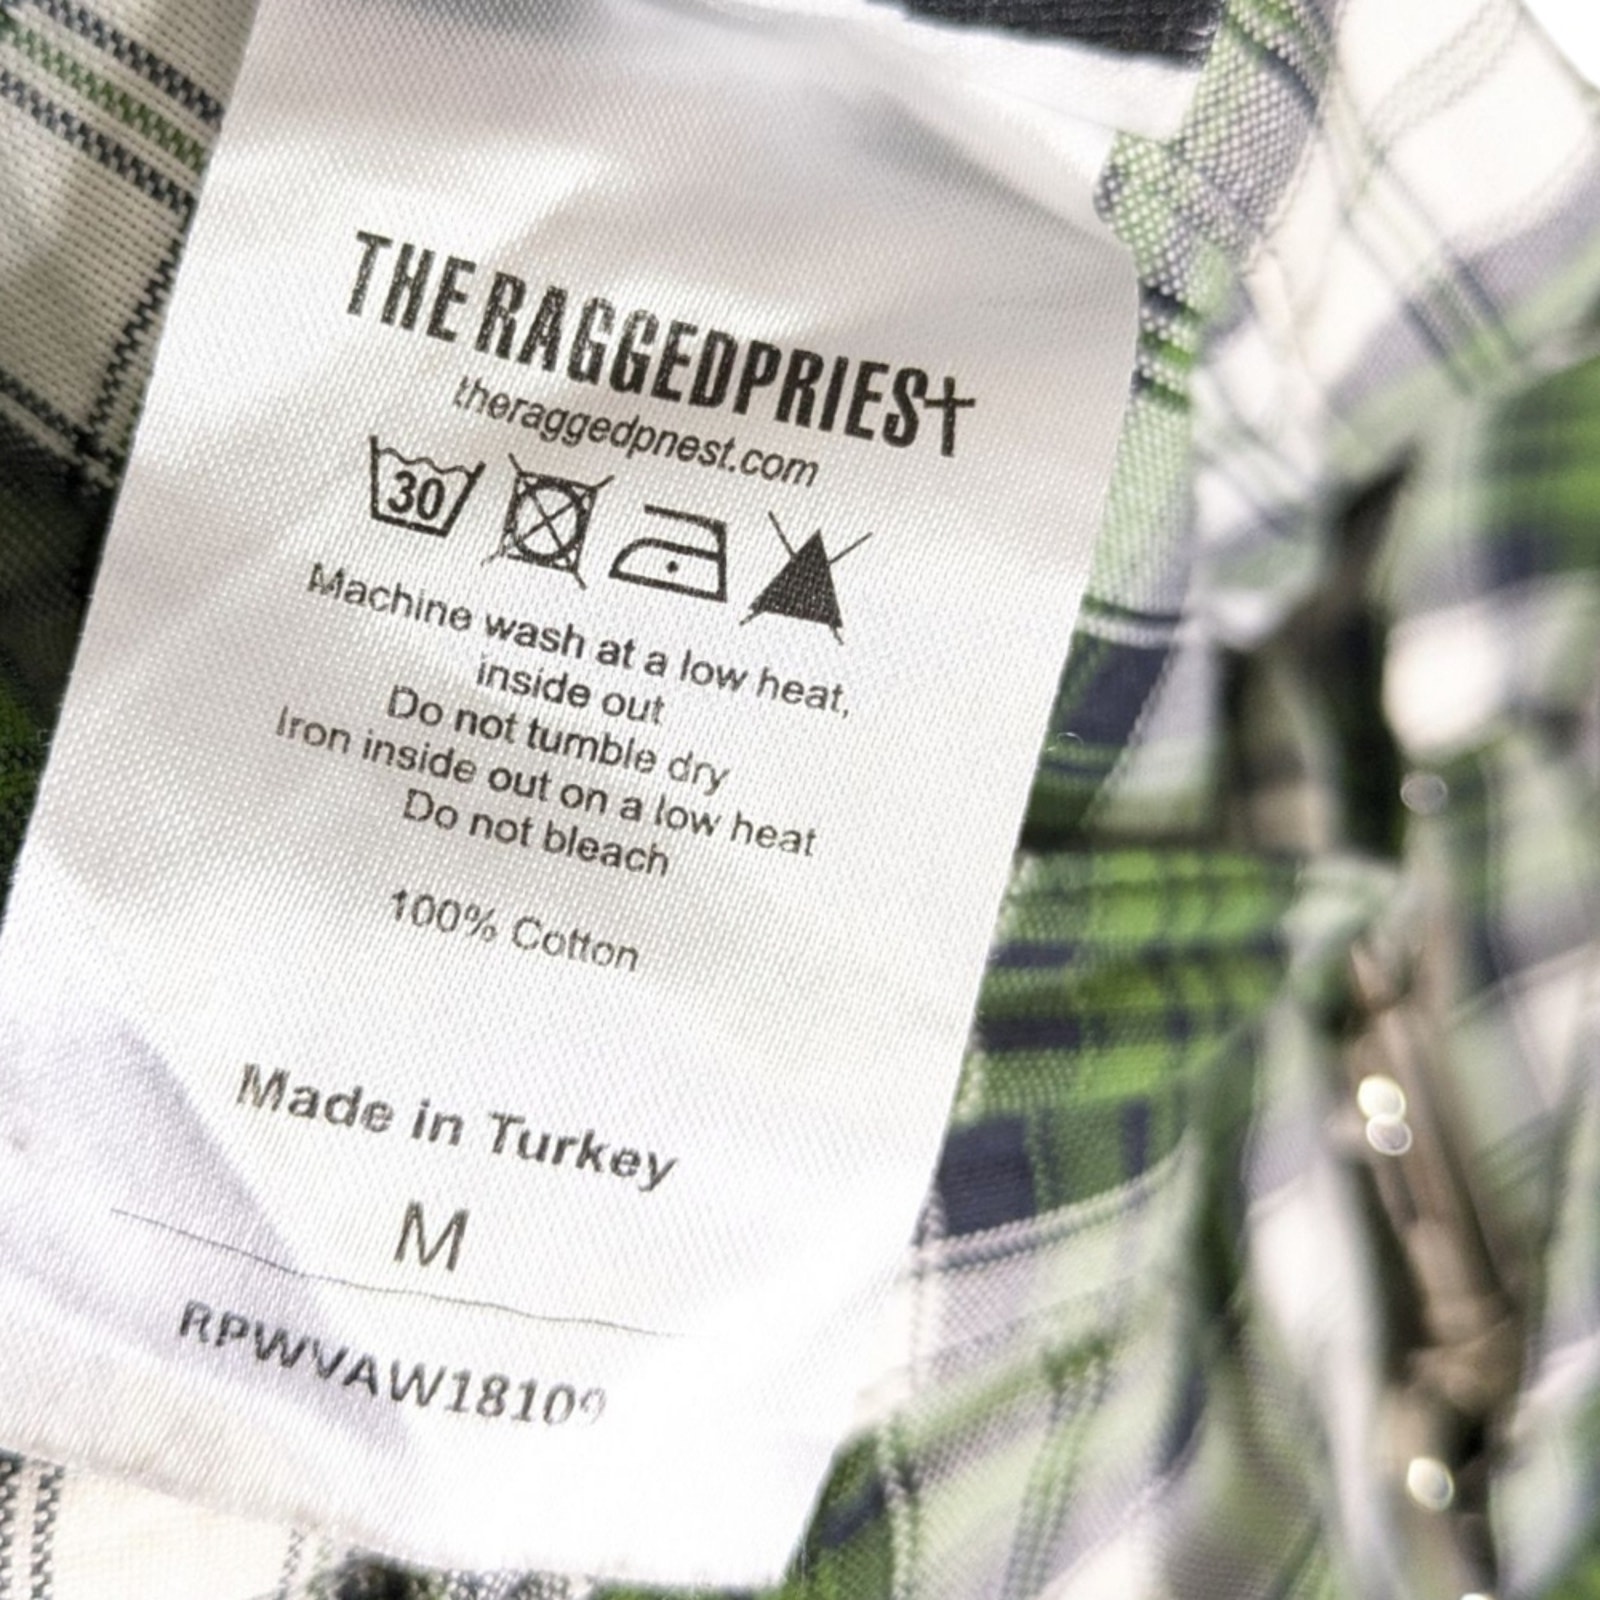 THE RAGGEDPRIEST
theraggedpriest.com
30
Machine wash at a low heat,
inside out
Do not tumble dry
Iron inside out on a low heat
Do not bleach
100% Cotton
Made in Turkey
M
RPWVAW18109